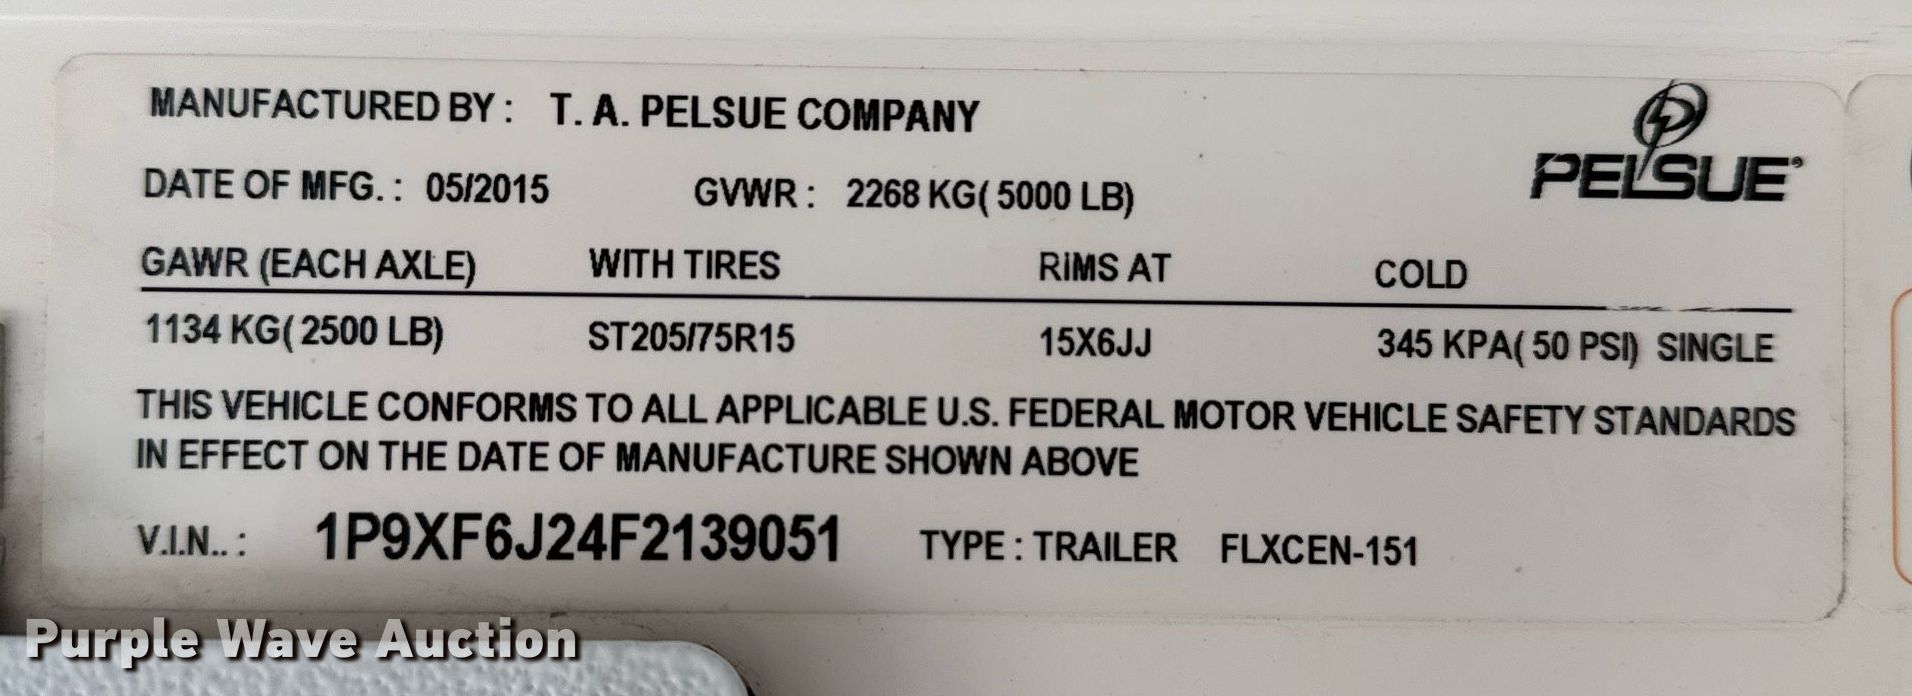 MANUFACTURED BY : T. A. PELSUE COMPANY
PELSUE®
DATE OF MFG. : 05/2015 GVWR : 2268 KG( 5000 LB)
GAWR (EACH AXLE) WITH TIRES RIMS AT COLD
1134 KG( 2500 LB) ST205/75R15 15X6JJ 345 KPA( 50 PSI) SINGLE
THIS VEHICLE CONFORMS TO ALL APPLICABLE U.S. FEDERAL MOTOR VEHICLE SAFETY STANDARDS
IN EFFECT ON THE DATE OF MANUFACTURE SHOWN ABOVE
V.I.N.. : 1P9XF6J24F2139051 TYPE : TRAILER FLXCEN-151
Purple Wave Auction